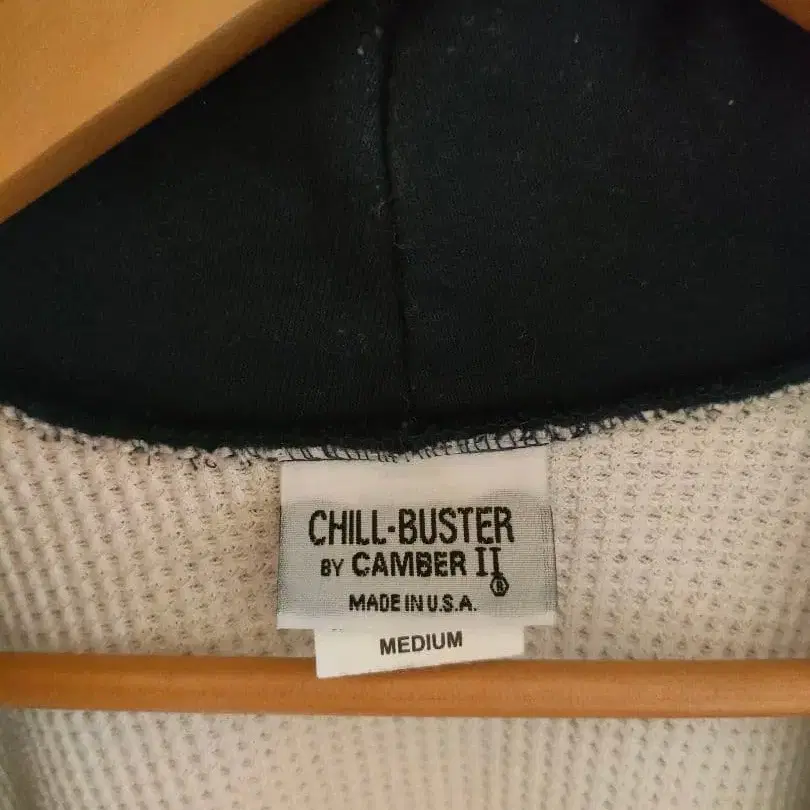 CHILL-BUSTER
BY CAMBER II®
MADE IN U.S.A.
MEDIUM